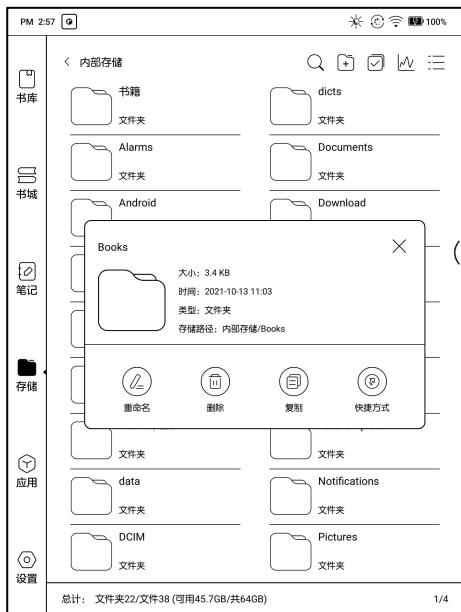 PM 2:57
100%
内部存储
书籍
文件夹
dicts
文件夹
Alarms
文件夹
Documents
文件夹
Android
Download
Books
大小: 3.4 KB
时间: 2021-10-13 11:03
类型: 文件夹
存储路径: 内部存储/Books
重命名
删除
复制
快捷方式
文件夹
文件夹
data
文件夹
Notifications
文件夹
DCIM
文件夹
Pictures
文件夹
总计: 文件夹22/文件38 (可用45.7GB/共64GB)
1/4
书库
书城
笔记
存储
应用
设置